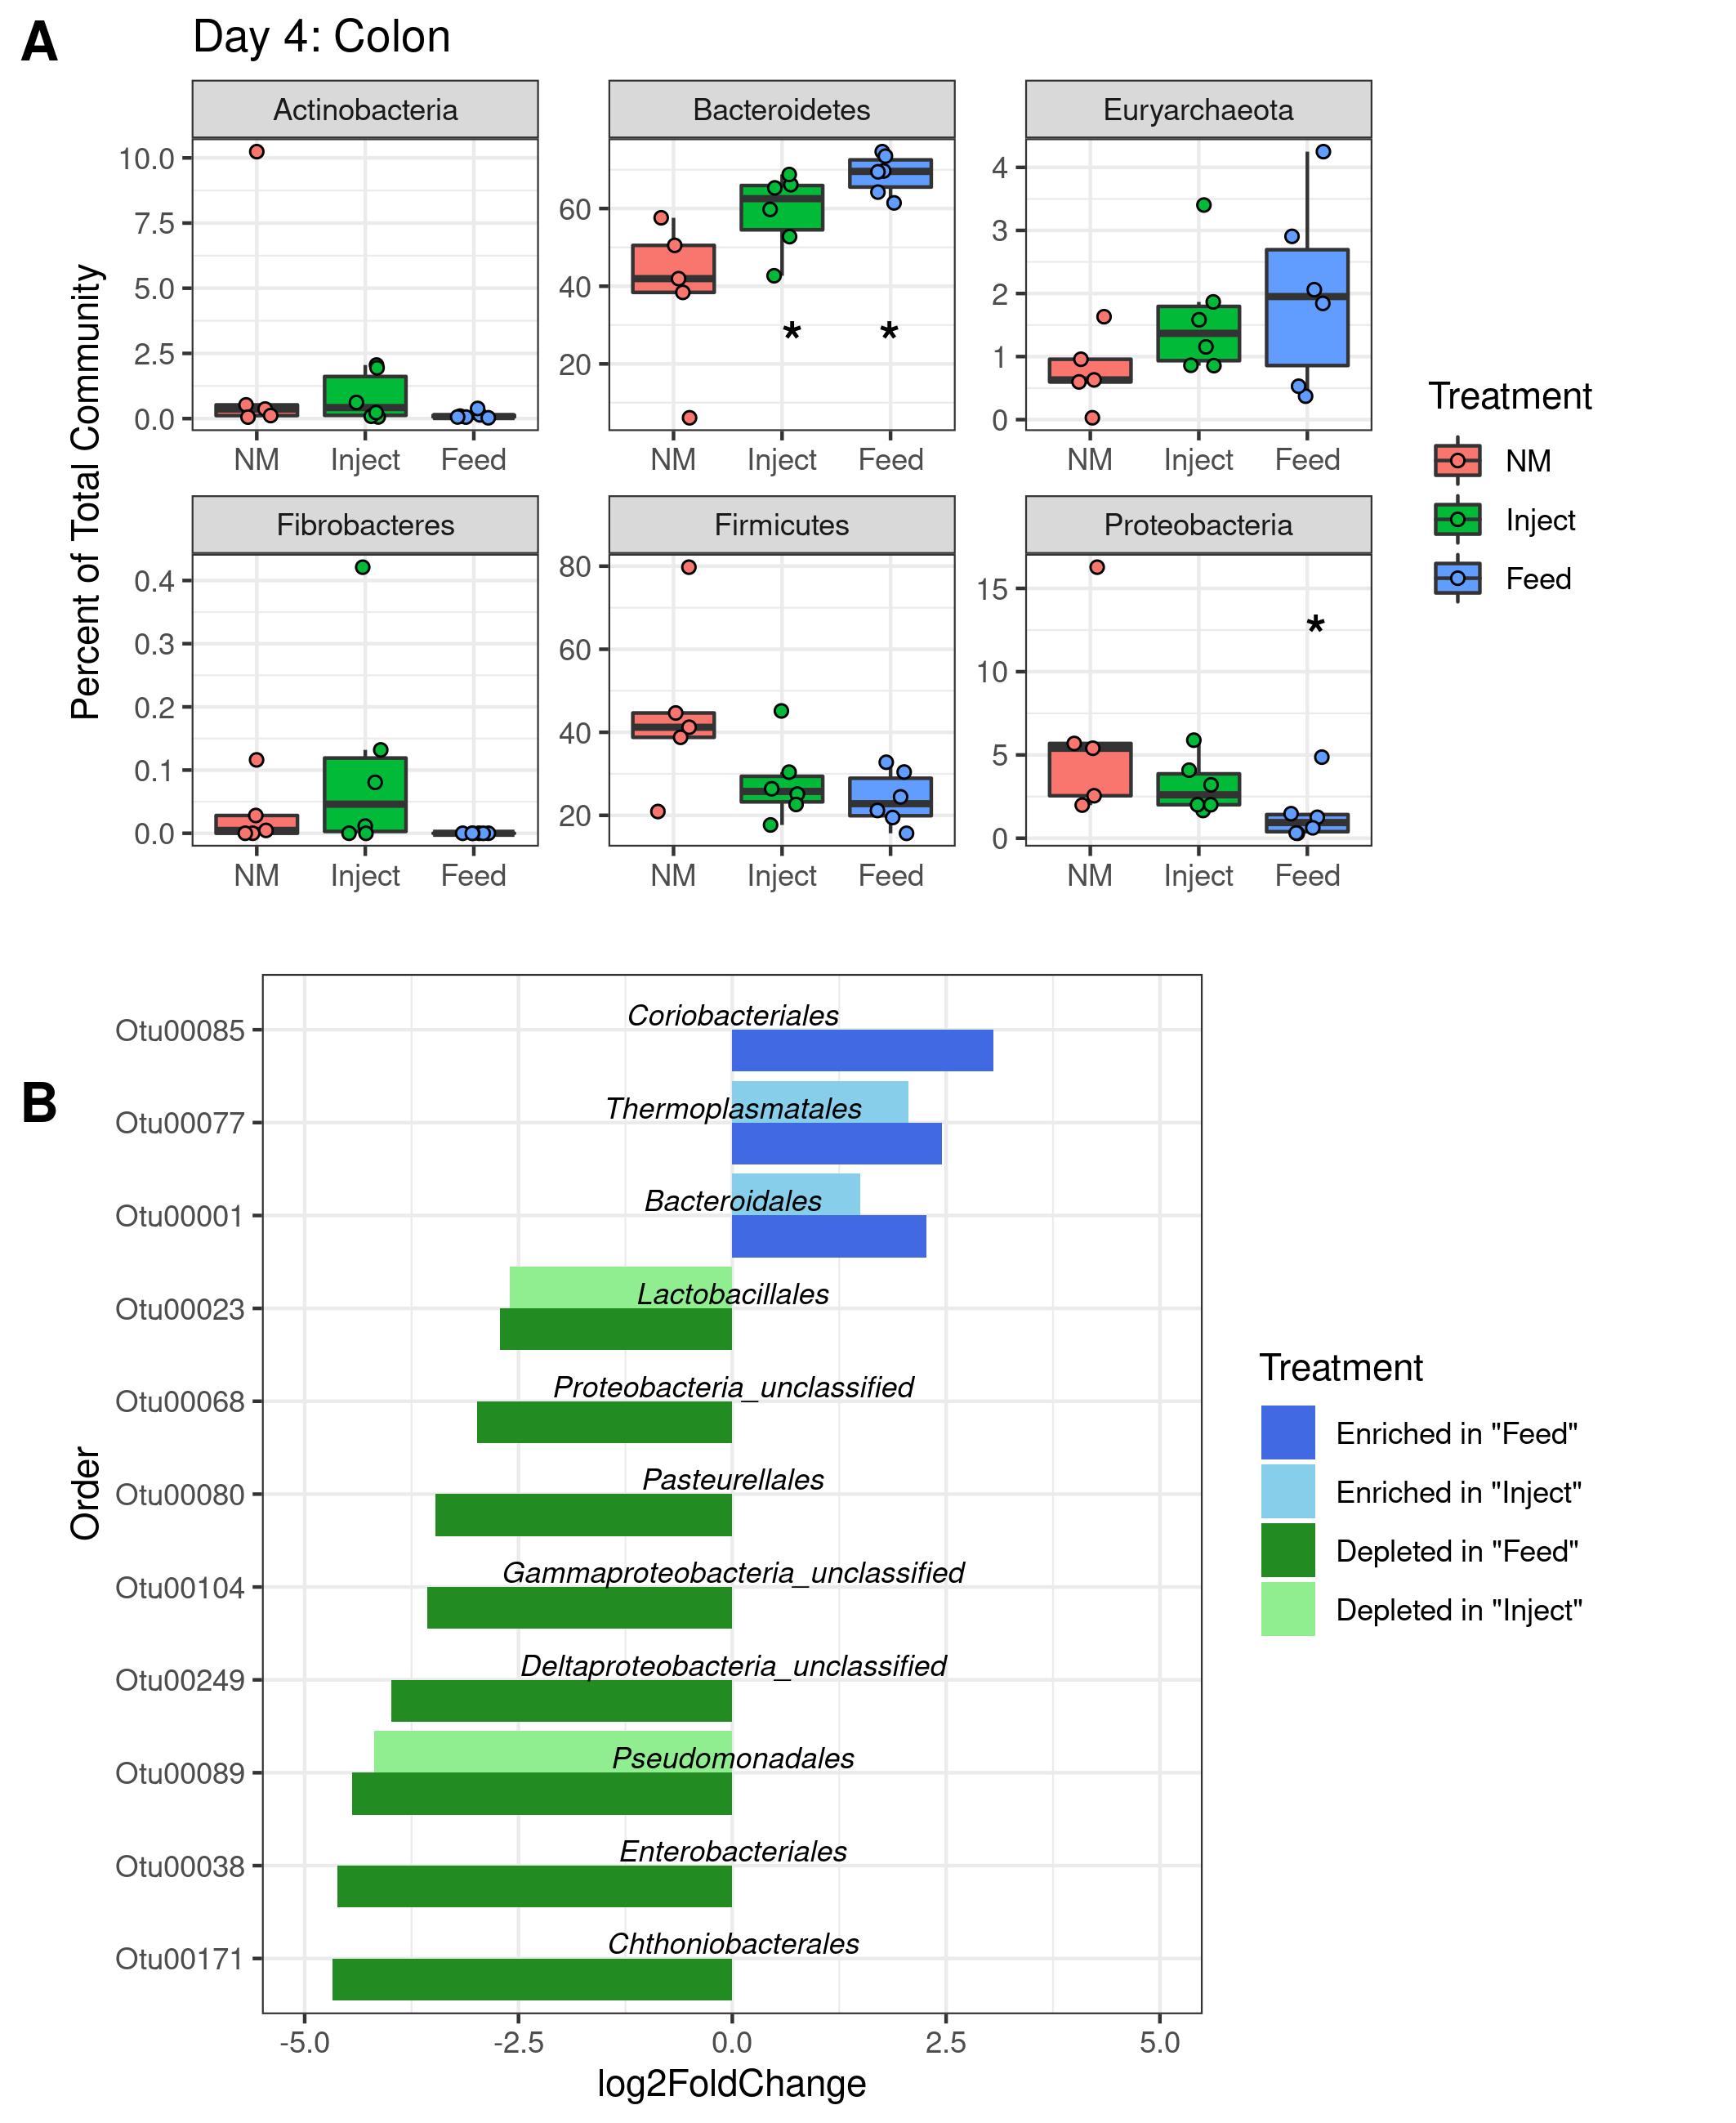 A
Day 4: Colon
Actinobacteria
Bacteroidetes
Euryarchaeota
10.0
7.5
5.0
2.5
0.0
60
40
20
4
3
2
1
0
* *
NM Inject Feed
NM Inject Feed
NM Inject Feed
Percent of Total Community
Fibrobacteres
Firmicutes
Proteobacteria
0.4
0.3
0.2
0.1
0.0
80
60
40
20
15
10
5
0
*
NM Inject Feed
NM Inject Feed
NM Inject Feed
Treatment
NM
Inject
Feed
B
Order
Otu00085 Coriobacteriales
Otu00077 Thermoplasmatales
Otu00001 Bacteroidales
Otu00023 Lactobacillales
Otu00068 Proteobacteria_unclassified
Otu00080 Pasteurellales
Otu00104 Gammaproteobacteria_unclassified
Otu00249 Deltaproteobacteria_unclassified
Otu00089 Pseudomonadales
Otu00038 Enterobacteriales
Otu00171 Chthoniobacterales
-5.0 -2.5 0.0 2.5 5.0
log2FoldChange
Treatment
Enriched in "Feed"
Enriched in "Inject"
Depleted in "Feed"
Depleted in "Inject"